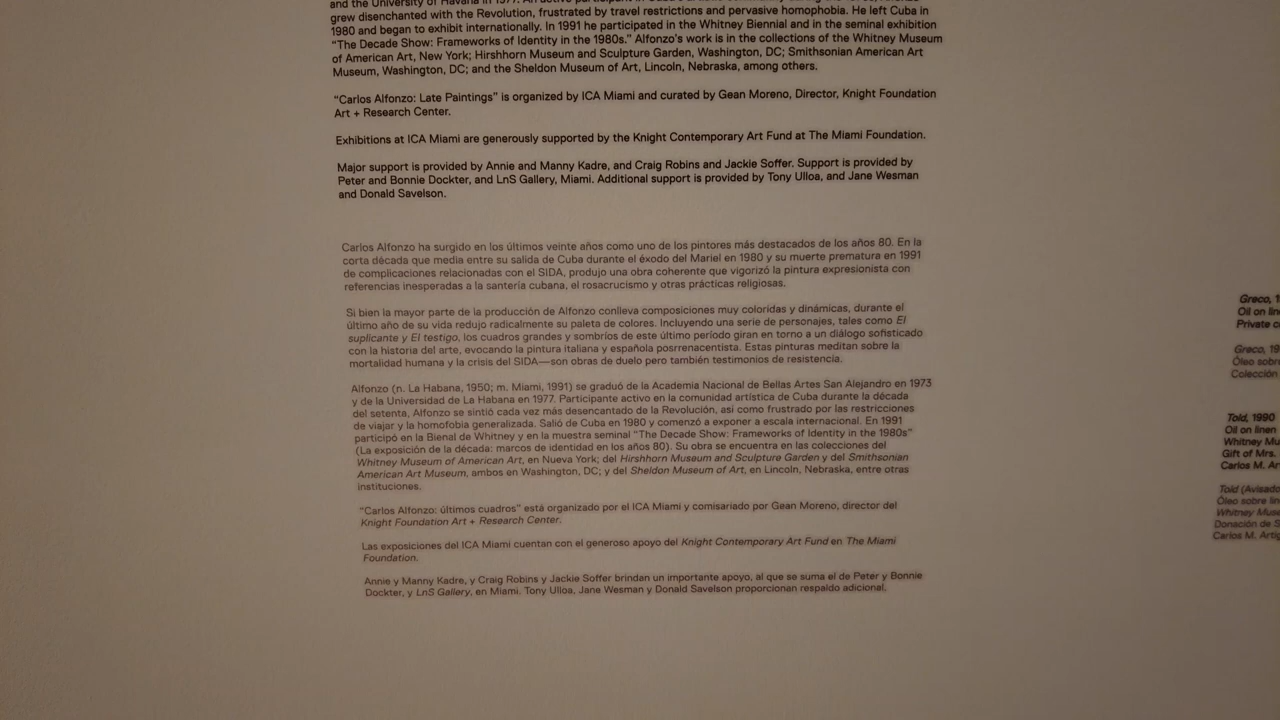 and the University of Havana in 1977. An active participant in Cuba's
grew disenchanted with the Revolution, frustrated by travel restrictions and pervasive homophobia. He left Cuba in
1980 and began to exhibit internationally. In 1991 he participated in the Whitney Biennial and in the seminal exhibition
“The Decade Show: Frameworks of Identity in the 1980s.” Alfonzo's work is in the collections of the Whitney Museum
of American Art, New York; Hirshhorn Museum and Sculpture Garden, Washington, DC; Smithsonian American Art
Museum, Washington, DC; and the Sheldon Museum of Art, Lincoln, Nebraska, among others.
“Carlos Alfonzo: Late Paintings” is organized by ICA Miami and curated by Gean Moreno, Director, Knight Foundation
Art + Research Center.
Exhibitions at ICA Miami are generously supported by the Knight Contemporary Art Fund at The Miami Foundation.
Major support is provided by Annie and Manny Kadre, and Craig Robins and Jackie Soffer. Support is provided by
Peter and Bonnie Dockter, and LnS Gallery, Miami. Additional support is provided by Tony Ulloa, and Jane Wesman
and Donald Savelson.
Carlos Alfonzo ha surgido en los últimos veinte años como uno de los pintores más destacados de los años 80. En la
corta década que media entre su salida de Cuba durante el éxodo del Mariel en 1980 y su muerte prematura en 1991
de complicaciones relacionadas con el SIDA, produjo una obra coherente que vigorizó la pintura expresionista con
referencias inesperadas a la santería cubana, el rosacrucismo y otras prácticas religiosas.
Si bien la mayor parte de la producción de Alfonzo conlleva composiciones muy coloridas y dinámicas, durante el
último año de su vida redujo radicalmente su paleta de colores. Incluyendo una serie de personajes, tales como El
suplicante y El testigo, los cuadros grandes y sombríos de este último período giran en torno a un diálogo sofisticado
con la historia del arte, evocando la pintura italiana y española posrrenacentista. Estas pinturas meditan sobre la
mortalidad humana y la crisis del SIDA—son obras de duelo pero también testimonios de resistencia.
Alfonzo (n. La Habana, 1950; m. Miami, 1991) se graduó de la Academia Nacional de Bellas Artes San Alejandro en 1973
y de la Universidad de La Habana en 1977. Participante activo en la comunidad artística de Cuba durante la década
del setenta, Alfonzo se sintió cada vez más desencantado de la Revolución, así como frustrado por las restricciones
de viajar y la homofobia generalizada. Salió de Cuba en 1980 y comenzó a exponer a escala internacional. En 1991
participó en la Bienal de Whitney y en la muestra seminal “The Decade Show: Frameworks of Identity in the 1980s”
(La exposición de la década: marcos de identidad en los años 80). Su obra se encuentra en las colecciones del
Whitney Museum of American Art, en Nueva York; del Hirshhorn Museum and Sculpture Garden y del Smithsonian
American Art Museum, ambos en Washington, DC; y del Sheldon Museum of Art, en Lincoln, Nebraska, entre otras
instituciones.
“Carlos Alfonzo: últimos cuadros” está organizado por el ICA Miami y comisariado por Gean Moreno, director del
Knight Foundation Art + Research Center.
Las exposiciones del ICA Miami cuentan con el generoso apoyo del Knight Contemporary Art Fund en The Miami
Foundation.
Annie y Manny Kadre, y Craig Robins y Jackie Soffer brindan un importante apoyo, al que se suma el de Peter y Bonnie
Dockter, y LnS Gallery, en Miami. Tony Ulloa, Jane Wesman y Donald Savelson proporcionan respaldo adicional.
Greco, 1
Oil on lin
Private c
Greco, 19
Óleo sobr
Colección
Told, 1990
Oil on linen
Whitney Mu
Gift of Mrs.
Carlos M. Ar
Told (Avisado
Óleo sobre lin
Whitney Muse
Donación de S
Carlos M. Artig